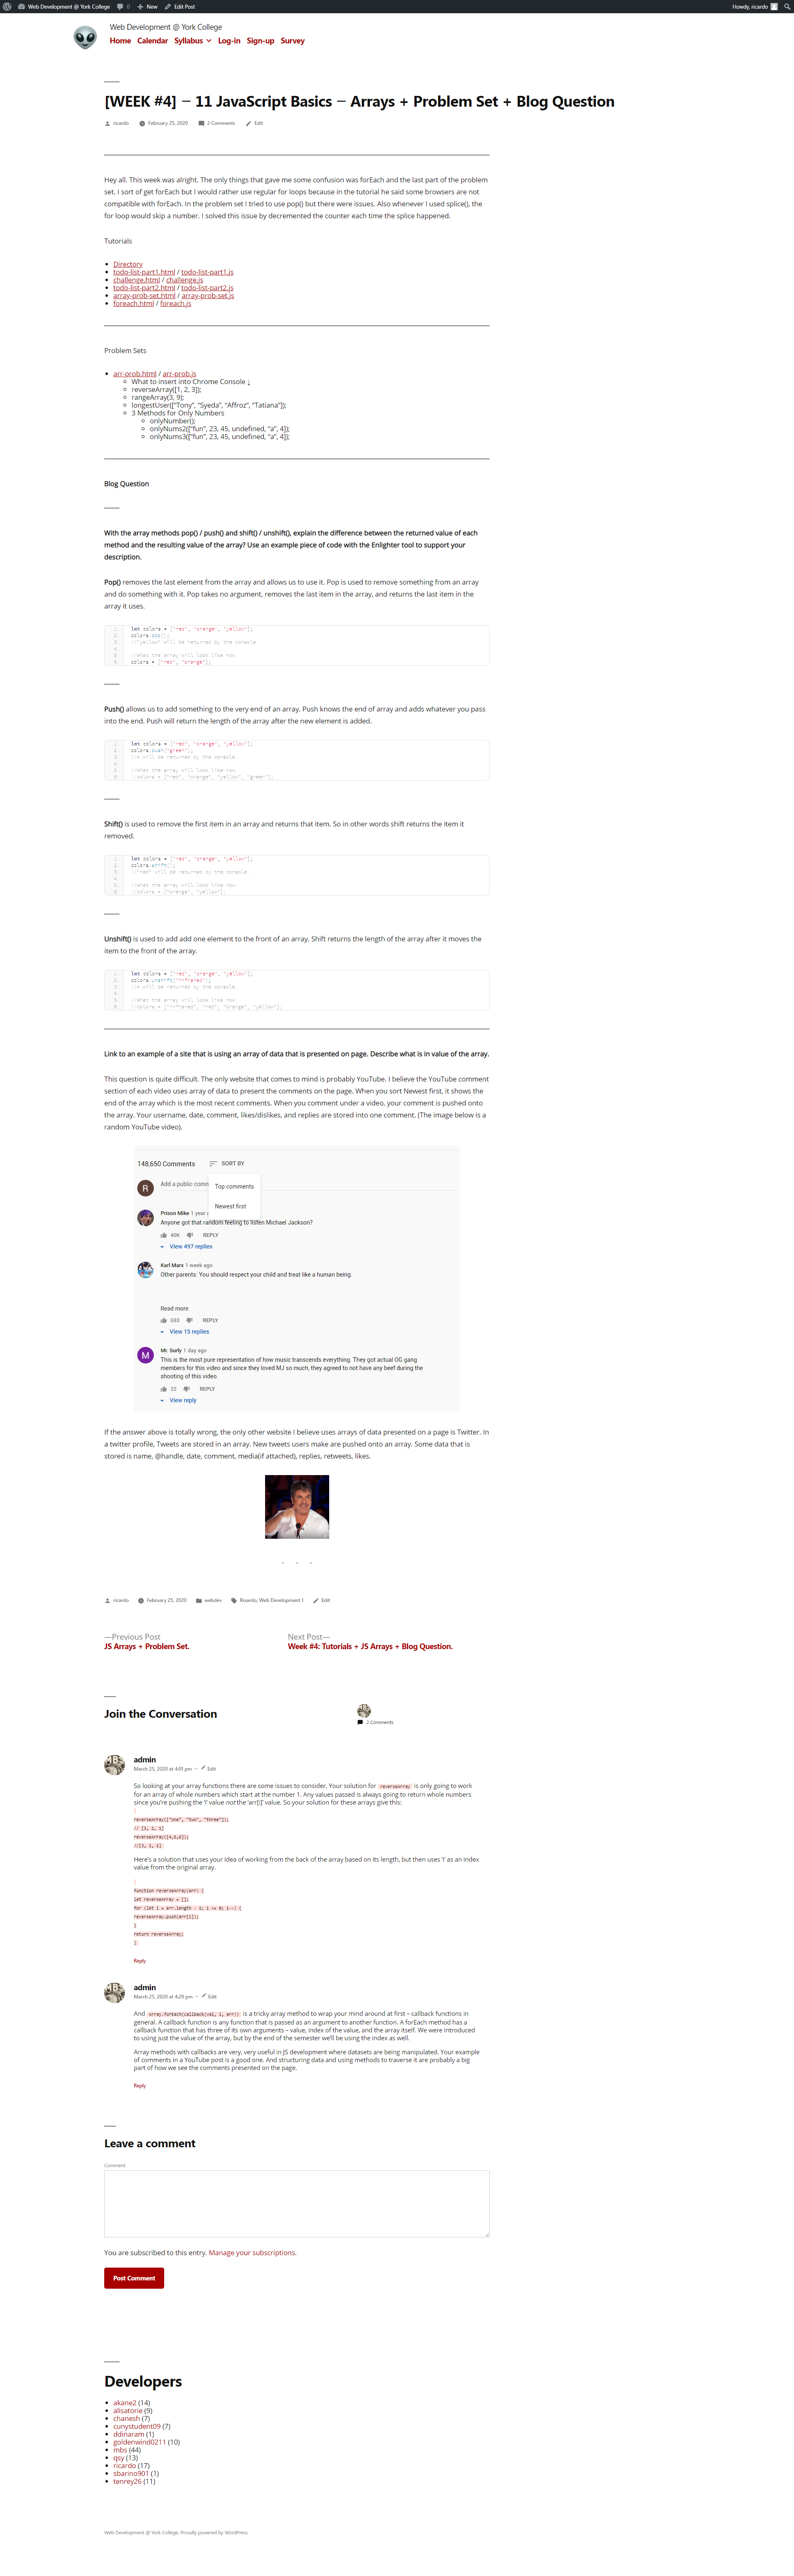 Web Development @ York College 0 New Edit Post Howdy, ricardo
Web Development @ York College
Home Calendar Syllabus Log-in Sign-up Survey
[WEEK #4] – 11 JavaScript Basics – Arrays + Problem Set + Blog Question
ricardo February 25, 2020 2 Comments Edit
Hey all. This week was alright. The only things that gave me some confusion was forEach and the last part of the problem
set. I sort of get forEach but I would rather use regular for loops because in the tutorial he said some browsers are not
compatible with forEach. In the problem set I tried to use pop() but there were issues. Also whenever I used splice(), the
for loop would skip a number. I solved this issue by decremented the counter each time the splice happened.
Tutorials
Directory
todo-list-part1.html / todo-list-part1.js
challenge.html / challenge.js
todo-list-part2.html / todo-list-part2.js
array-prob-set.html / array-prob-set.js
foreach.html / foreach.js
Problem Sets
arr-prob.html / arr-prob.js
What to insert into Chrome Console ↓
reverseArray([1, 2, 3]);
rangeArray(3, 9);
longestUser(["Tony", "Syeda", "Affroz", "Tatiana"]);
3 Methods for Only Numbers
onlyNumber();
onlyNums2(["fun", 23, 45, undefined, "a", 4]);
onlyNums3(["fun", 23, 45, undefined, "a", 4]);
Blog Question
With the array methods pop() / push() and shift() / unshift(), explain the difference between the returned value of each
method and the resulting value of the array? Use an example piece of code with the Enlighter tool to support your
description.
Pop() removes the last element from the array and allows us to use it. Pop is used to remove something from an array
and do something with it. Pop takes no argument, removes the last item in the array, and returns the last item in the
array it uses.
1. let colors = ["red", "orange", "yellow"];
2. colors.pop();
3. //"yellow" will be returned by the console
4.
5. //what the array will look like now
6. colors = ["red", "orange"];
Push() allows us to add something to the very end of an array. Push knows the end of array and adds whatever you pass
into the end. Push will return the length of the array after the new element is added.
1. let colors = ["red", "orange", "yellow"];
2. colors.push("green");
3. //4 will be returned by the console.
4.
5. //what the array will look like now.
6. //colors = ["red", "orange", "yellow", "green"];
Shift() is used to remove the first item in an array and returns that item. So in other words shift returns the item it
removed.
1. let colors = ["red", "orange", "yellow"];
2. colors.shift();
3. //"red" will be returned by the console.
4.
5. //what the array will look like now.
6. //colors = ["orange", "yellow"];
Unshift() is used to add add one element to the front of an array. Shift returns the length of the array after it moves the
item to the front of the array.
1. let colors = ["red", "orange", "yellow"];
2. colors.unshift("infrared");
3. //4 will be returned by the console.
4.
5. //what the array will look like now.
6. //colors = ["infrared", "red", "orange", "yellow"];
Link to an example of a site that is using an array of data that is presented on page. Describe what is in value of the array.
This question is quite difficult. The only website that comes to mind is probably YouTube. I believe the YouTube comment
section of each video uses array of data to present the comments on the page. When you sort Newest first, it shows the
end of the array which is the most recent comments. When you comment under a video, your comment is pushed onto
the array. Your username, date, comment, likes/dislikes, and replies are stored into one comment. (The image below is a
random YouTube video).
148,650 Comments SORT BY
R Add a public comm
Top comments
Newest first
Prison Mike 1 year a
Anyone got that random feeling to listen Michael Jackson?
40K REPLY
View 497 replies
Karl Marx 1 week ago
Other parents: You should respect your child and treat like a human being.
Read more
693 REPLY
View 15 replies
M Mr. Surly 1 day ago
This is the most pure representation of how music transcends everything. They got actual OG gang
members for this video and since they loved MJ so much, they agreed to not have any beef during the
shooting of this video.
22 REPLY
View reply
If the answer above is totally wrong, the only other website I believe uses arrays of data presented on a page is Twitter. In
a twitter profile, Tweets are stored in an array. New tweets users make are pushed onto an array. Some data that is
stored is name, @handle, date, comment, media(if attached), replies, retweets, likes.
ricardo February 25, 2020 webdev Rixardo, Web Development I Edit
—Previous Post
JS Arrays + Problem Set.
Next Post—
Week #4: Tutorials + JS Arrays + Blog Question.
Join the Conversation
2 Comments
admin
March 25, 2020 at 4:01 pm – Edit
So looking at your array functions there are some issues to consider. Your solution for reverseArray is only going to work
for an array of whole numbers which start at the number 1. Any values passed is always going to return whole numbers
since you're pushing the 'i' value not the 'arr[i]' value. So your solution for these arrays give this:
reverseArray(["one", "two", "three"]);
// [3, 2, 1]
reverseArray([4,5,6]);
//[3, 2, 1]
Here's a solution that uses your idea of working from the back of the array based on its length, but then uses 'i' as an index
value from the original array.
function reverseArray(arr) {
let reverseArray = [];
for (let i = arr.length - 1; i >= 0; i--) {
reverseArray.push(arr[i]);
}
return reverseArray;
}
Reply
admin
March 25, 2020 at 4:29 pm – Edit
And Array.forEach(callback(val, i, arr)) is a tricky array method to wrap your mind around at first – callback functions in
general. A callback function is any function that is passed as an argument to another function. A forEach method has a
callback function that has three of its own arguments – value, index of the value, and the array itself. We were introduced
to using just the value of the array, but by the end of the semester we'll be using the index as well.
Array methods with callbacks are very, very useful in JS development where datasets are being manipulated. Your example
of comments in a YouTube post is a good one. And structuring data and using methods to traverse it are probably a big
part of how we see the comments presented on the page.
Reply
Leave a comment
Comment
You are subscribed to this entry. Manage your subscriptions.
Post Comment
Developers
akane2 (14)
alisatorie (9)
chanesh (7)
cunystudent09 (7)
ddinaram (1)
goldenwind0211 (10)
mbs (44)
qsy (13)
ricardo (17)
sbarino901 (1)
tenrey26 (11)
Web Development @ York College, Proudly powered by WordPress